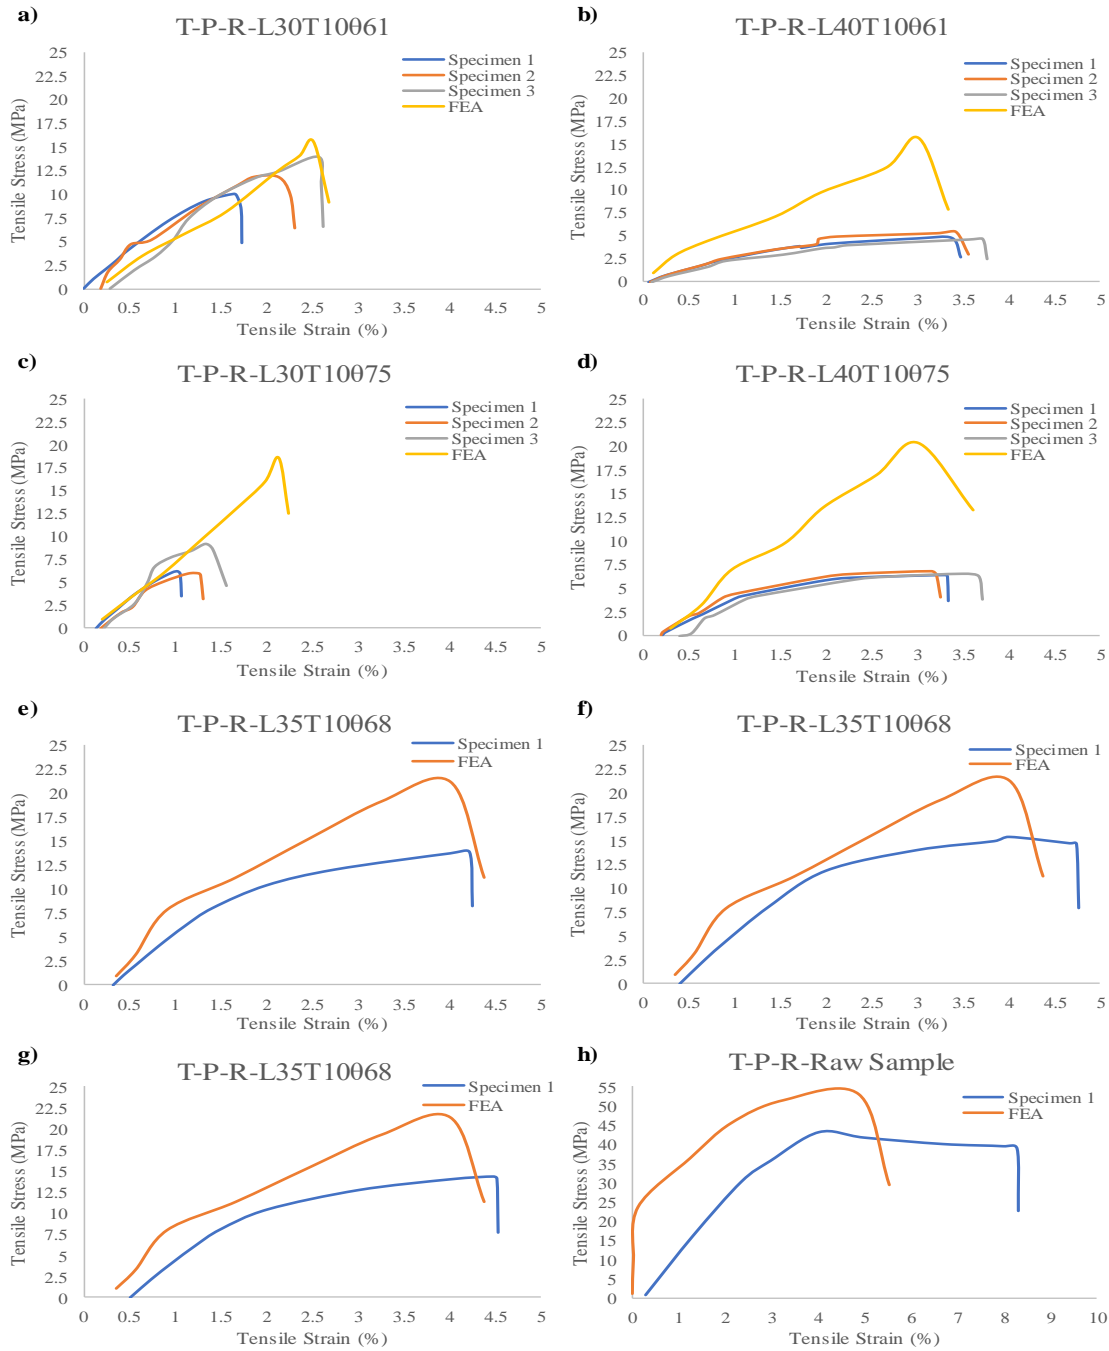 a)
T-P-R-L30T10θ61
Specimen 1
Specimen 2
Specimen 3
FEA
Tensile Stress (MPa)
25
22.5
20
17.5
15
12.5
10
7.5
5
2.5
0
0 0.5 1 1.5 2 2.5 3 3.5 4 4.5 5
Tensile Strain (%)
b)
T-P-R-L40T10θ61
Specimen 1
Specimen 2
Specimen 3
FEA
Tensile Stress (MPa)
25
22.5
20
17.5
15
12.5
10
7.5
5
2.5
0
0 0.5 1 1.5 2 2.5 3 3.5 4 4.5 5
Tensile Strain (%)
c)
T-P-R-L30T10θ75
Specimen 1
Specimen 2
Specimen 3
FEA
Tensile Stress (MPa)
25
22.5
20
17.5
15
12.5
10
7.5
5
2.5
0
0 0.5 1 1.5 2 2.5 3 3.5 4 4.5 5
Tensile Strain (%)
d)
T-P-R-L40T10θ75
Specimen 1
Specimen 2
Specimen 3
FEA
Tensile Stress (MPa)
25
22.5
20
17.5
15
12.5
10
7.5
5
2.5
0
0 0.5 1 1.5 2 2.5 3 3.5 4 4.5 5
Tensile Strain (%)
e)
T-P-R-L35T10θ68
Specimen 1
FEA
Tensile Stress (MPa)
25
22.5
20
17.5
15
12.5
10
7.5
5
2.5
0
0 0.5 1 1.5 2 2.5 3 3.5 4 4.5 5
Tensile Strain (%)
f)
T-P-R-L35T10θ68
Specimen 1
FEA
Tensile Stress (MPa)
25
22.5
20
17.5
15
12.5
10
7.5
5
2.5
0
0 0.5 1 1.5 2 2.5 3 3.5 4 4.5 5
Tensile Strain (%)
g)
T-P-R-L35T10θ68
Specimen 1
FEA
Tensile Stress (MPa)
25
22.5
20
17.5
15
12.5
10
7.5
5
2.5
0
0 0.5 1 1.5 2 2.5 3 3.5 4 4.5 5
Tensile Strain (%)
h)
T-P-R-Raw Sample
Specimen 1
FEA
Tensile Stress (MPa)
55
50
45
40
35
30
25
20
15
10
5
0
0 1 2 3 4 5 6 7 8 9 10
Tensile Strain (%)